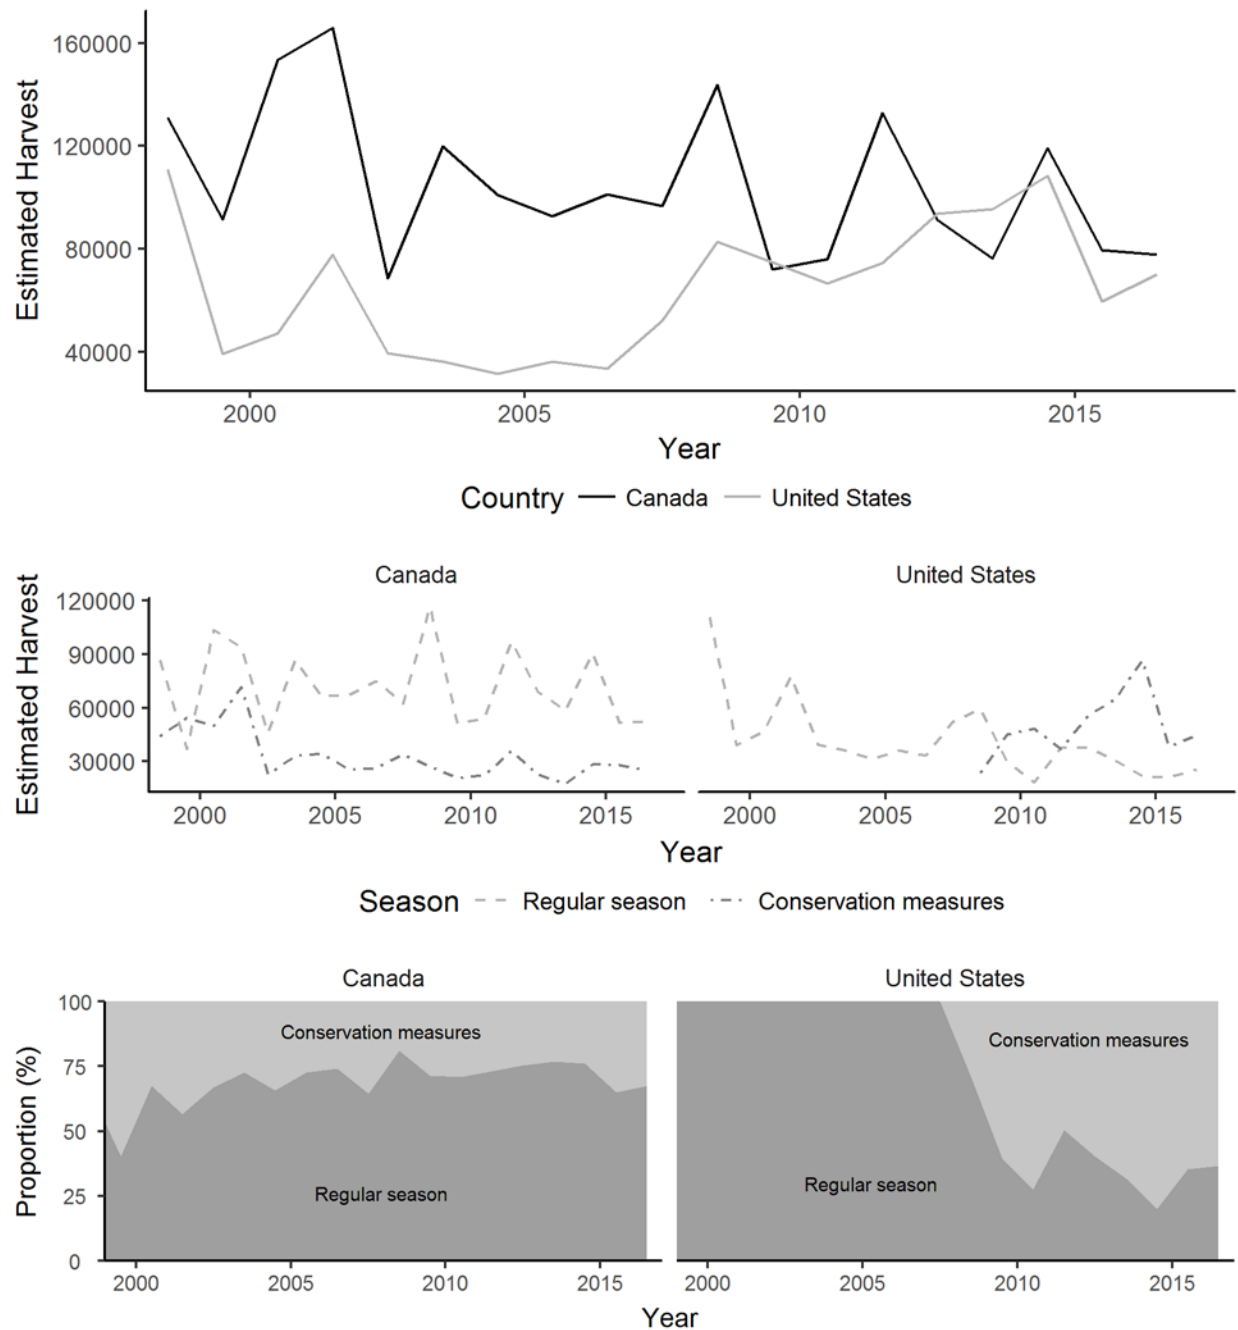 Estimated Harvest
160000
120000
80000
40000
2000 2005 2010 2015
Year
Country Canada United States
Canada United States
Estimated Harvest
120000
90000
60000
30000
2000 2005 2010 2015 2000 2005 2010 2015
Year
Season Regular season Conservation measures
Canada United States
Proportion (%)
100
75
50
25
0
Conservation measures
Regular season
Conservation measures
Regular season
2000 2005 2010 2015 2000 2005 2010 2015
Year